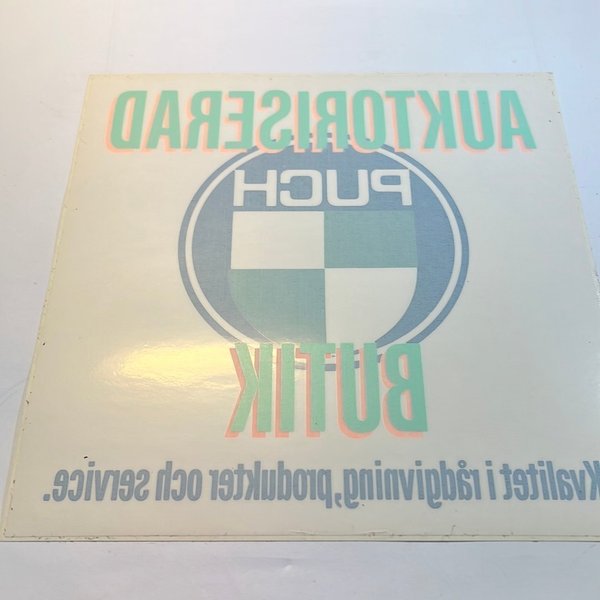 AUKTORISERAD
PUCH
BUTIK
Kvalitet i rådgivning, produkter och service.